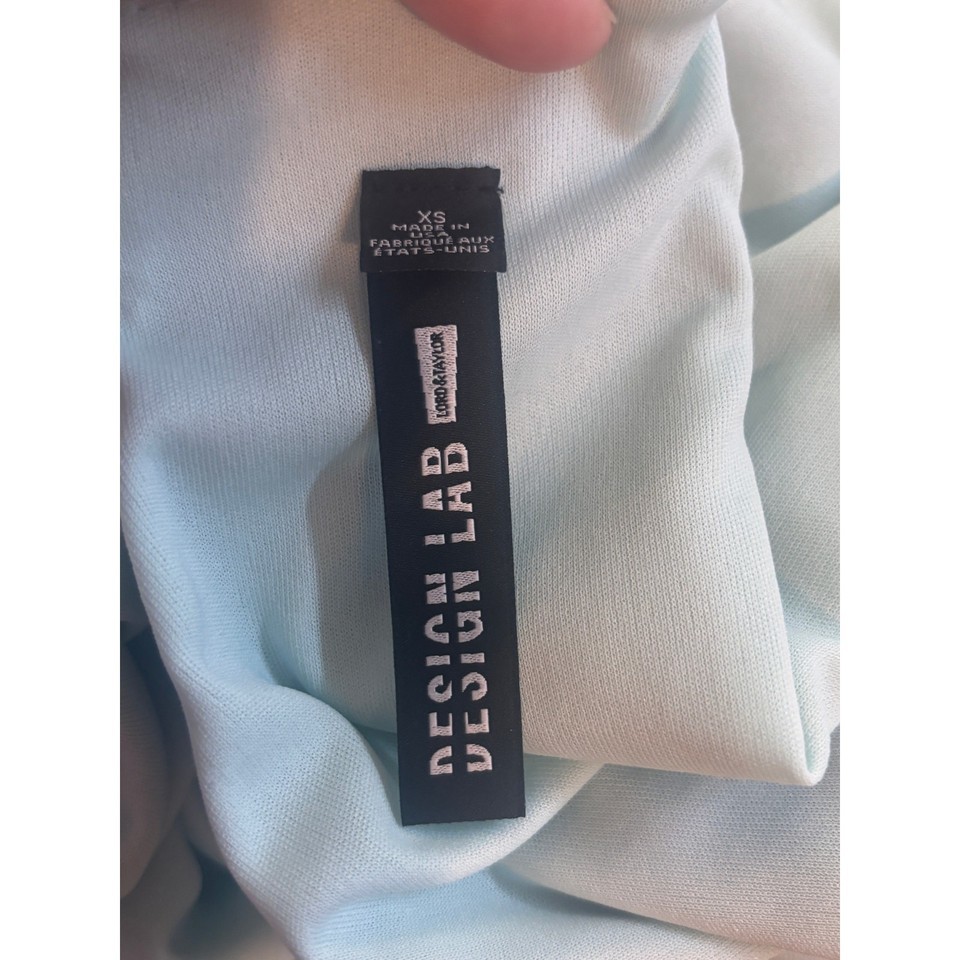 XS
MADE IN
USA
FABRIQUÉ AUX
ÉTATS-UNIS
LORD & TAYLOR
DESIGN LAB